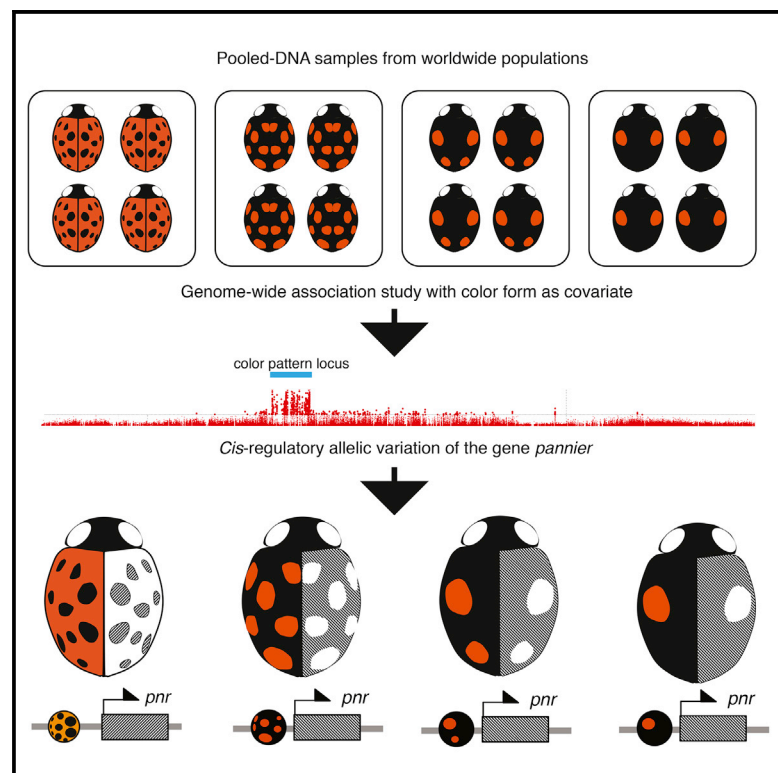 Pooled-DNA samples from worldwide populations
Genome-wide association study with color form as covariate
color pattern locus
Cis-regulatory allelic variation of the gene pannier
pnr
pnr
pnr
pnr